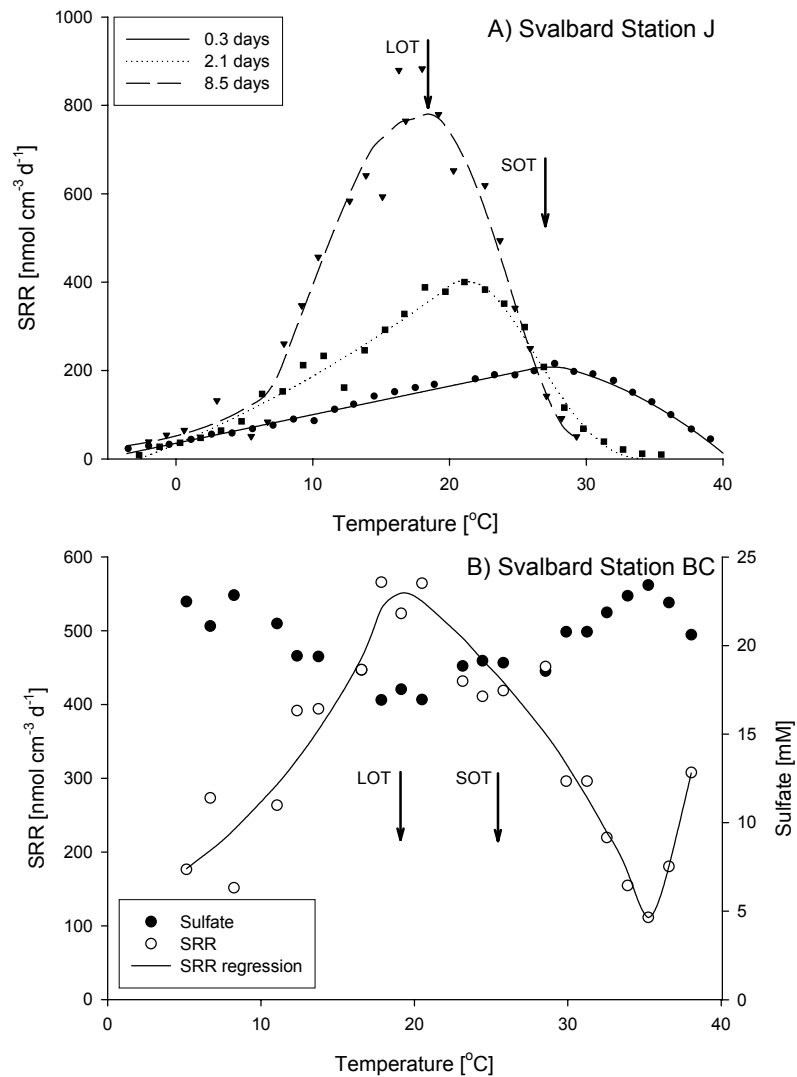 A) Svalbard Station J
0.3 days
2.1 days
8.5 days
LOT
SOT
1000
800
600
400
200
0
SRR [nmol cm-3 d-1]
0 10 20 30 40
Temperature [oC]
B) Svalbard Station BC
600
500
400
300
200
100
0
SRR [nmol cm-3 d-1]
LOT
SOT
Sulfate
SRR
SRR regression
25
20
15
10
5
0
Sulfate [mM]
0 10 20 30 40
Temperature [oC]